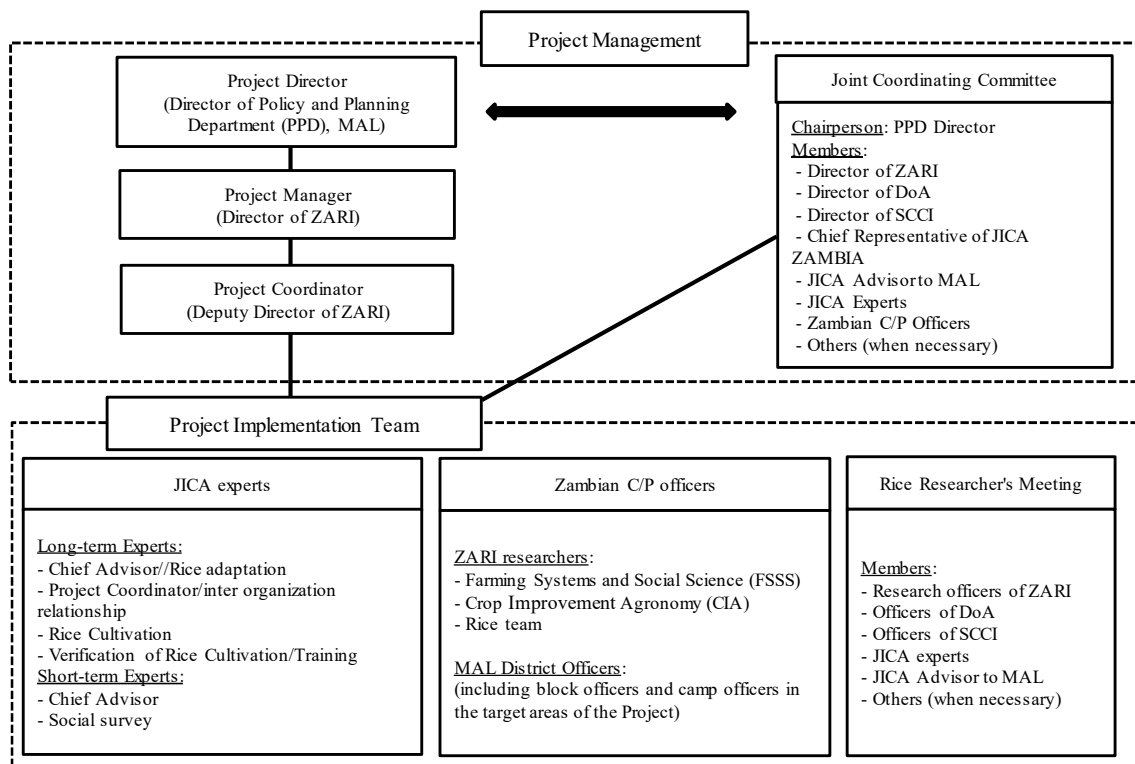 Project Management
Project Director
(Director of Policy and Planning
Department (PPD), MAL)
Project Manager
(Director of ZARI)
Project Coordinator
(Deputy Director of ZARI)
Joint Coordinating Committee
Chairperson: PPD Director
Members:
- Director of ZARI
- Director of DoA
- Director of SCCI
- Chief Representative of JICA
ZAMBIA
- JICA Advisor to MAL
- JICA Experts
- Zambian C/P Officers
- Others (when necessary)
Project Implementation Team
JICA experts
Long-term Experts:
- Chief Advisor//Rice adaptation
- Project Coordinator/inter organization
relationship
- Rice Cultivation
- Verification of Rice Cultivation/Training
Short-term Experts:
- Chief Advisor
- Social survey
Zambian C/P officers
ZARI researchers:
- Farming Systems and Social Science (FSSS)
- Crop Improvement Agronomy (CIA)
- Rice team
MAL District Officers:
(including block officers and camp officers in
the target areas of the Project)
Rice Researcher's Meeting
Members:
- Research officers of ZARI
- Officers of DoA
- Officers of SCCI
- JICA experts
- JICA Advisor to MAL
- Others (when necessary)